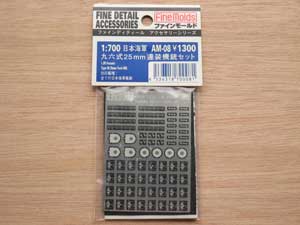 FINE DETAIL
ACCESSORIES
FineMolds
ファインモールド
ファインディティール アクセサリーシリーズ
1:700 日本海軍 AM-08 ¥1300
九六式25mm連装機銃セット